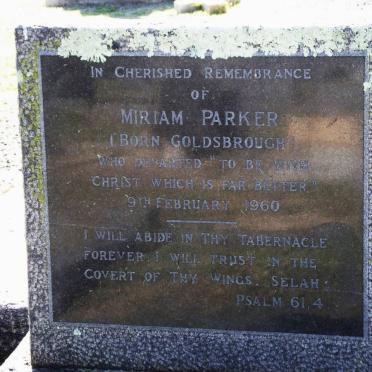 IN CHERISHED REMEMBRANCE
OF
MIRIAM PARKER
(BORN GOLDSBROUGH)
WHO DEPARTED "TO BE WITH
CHRIST WHICH IS FAR BETTER"
9TH FEBRUARY 1960
I WILL ABIDE IN THY TABERNACLE
FOREVER. I WILL TRUST IN THE
COVERT OF THY WINGS. SELAH.
PSALM 61.4